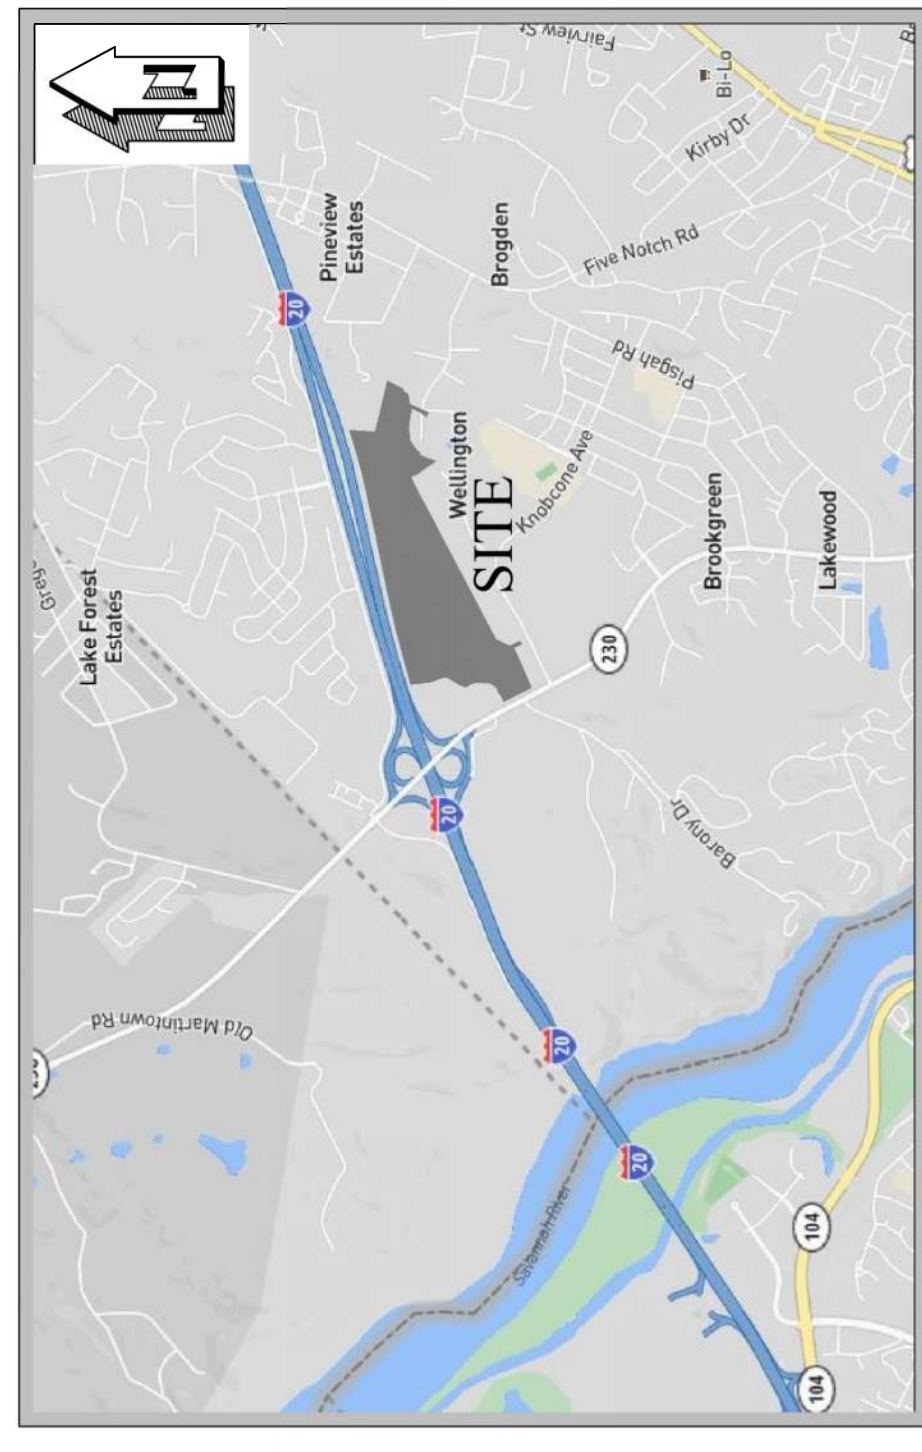 Fairview St
Bi-Lo
Kirby Dr
Pineview
Estates
Brogden
Five Notch Rd
20
Pisgah Rd
Wellington
SITE
Knobcone Ave
Brookgreen
Lakewood
Lake Forest
Estates
230
20
Barony Dr
Old Martintown Rd
20
20
Savannah River
104
104